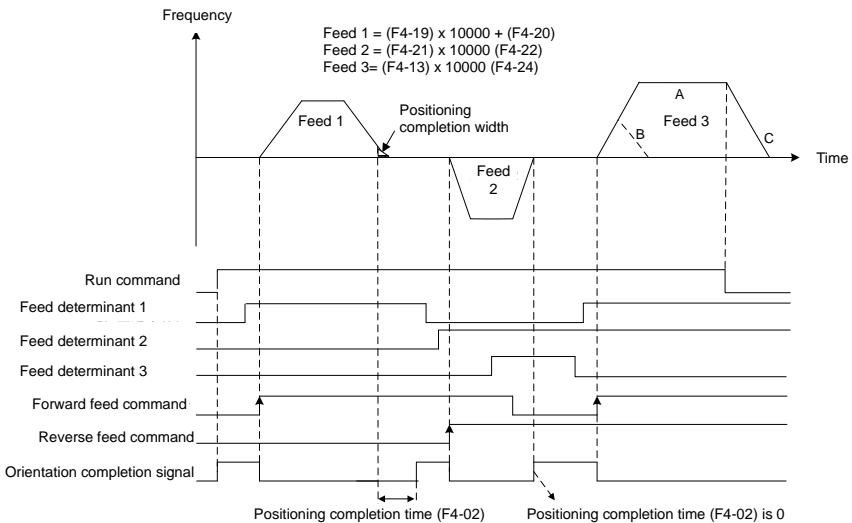 Frequency
Feed 1 = (F4-19) x 10000 + (F4-20)
Feed 2 = (F4-21) x 10000 (F4-22)
Feed 3= (F4-13) x 10000 (F4-24)
Feed 1
Positioning
completion width
A
B
Feed 3
C
Time
Feed
2
Run command
Feed determinant 1
Feed determinant 2
Feed determinant 3
Forward feed command
Reverse feed command
Orientation completion signal
Positioning completion time (F4-02)
Positioning completion time (F4-02) is 0